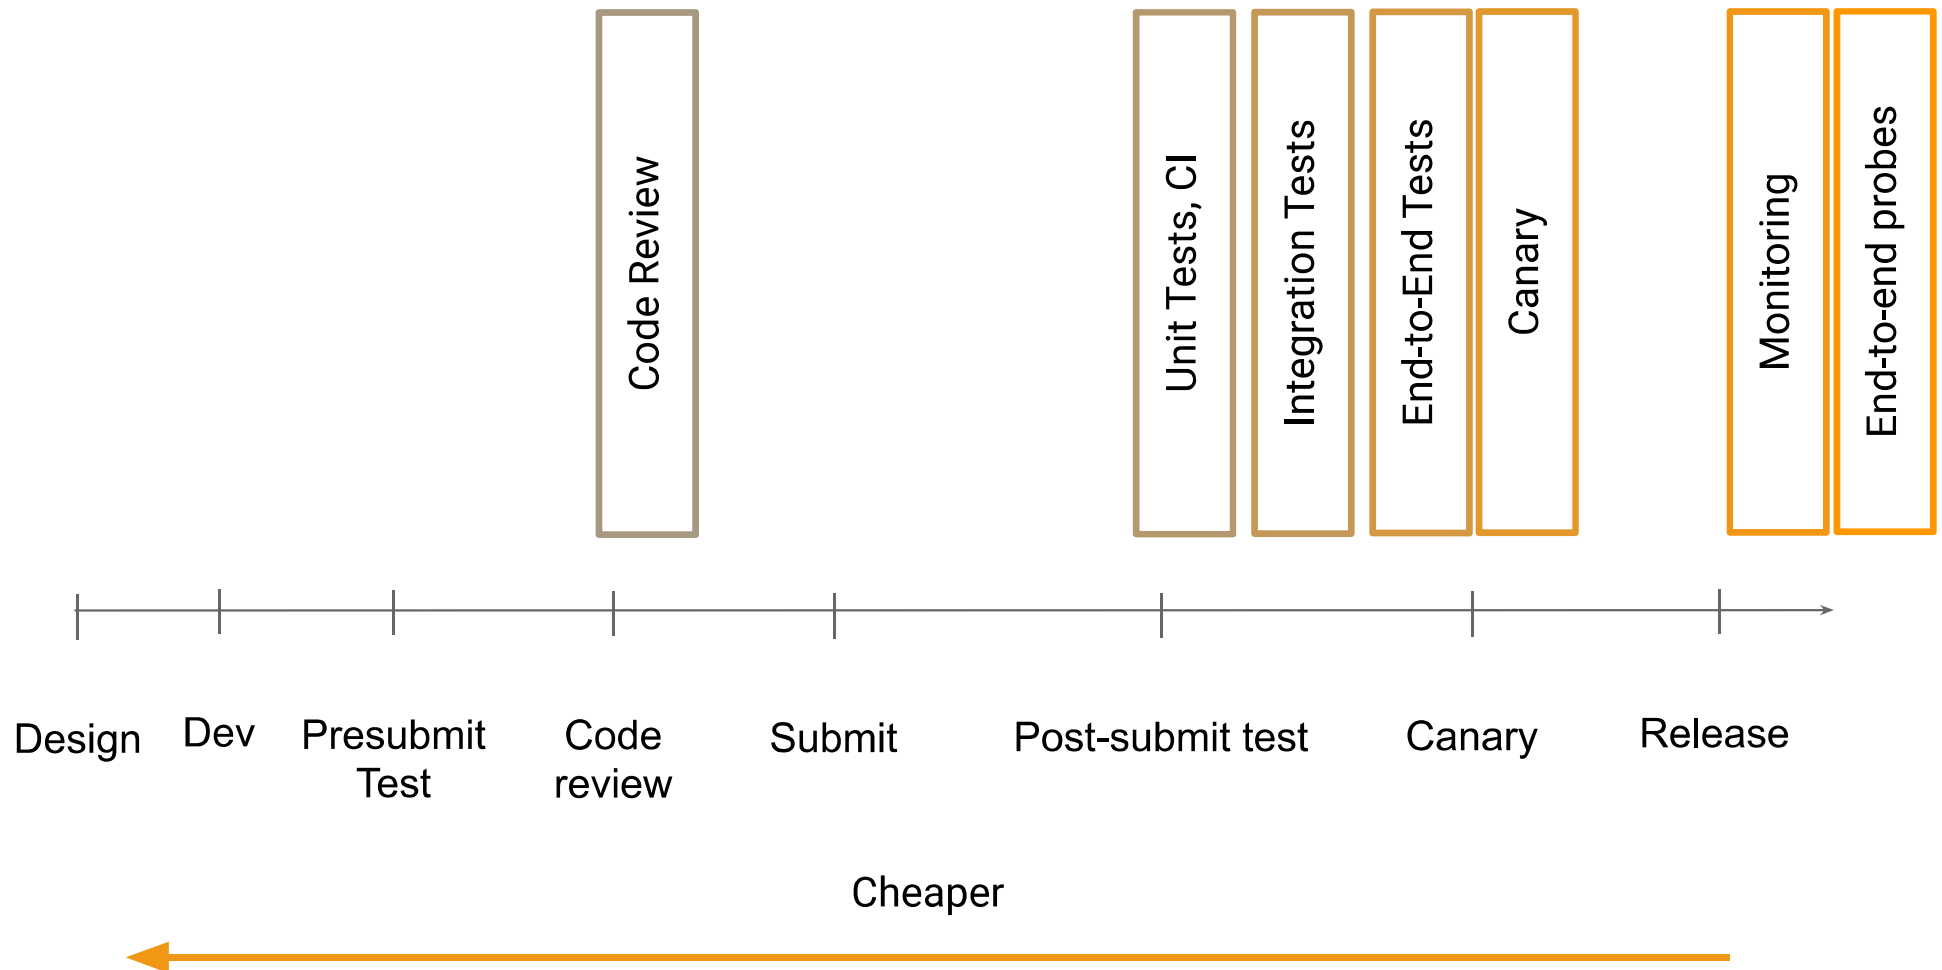 Code Review
Unit Tests, CI
Integration Tests
End-to-End Tests
Canary
Monitoring
End-to-end probes
Design
Dev
Presubmit
Test
Code
review
Submit
Post-submit test
Canary
Release
Cheaper